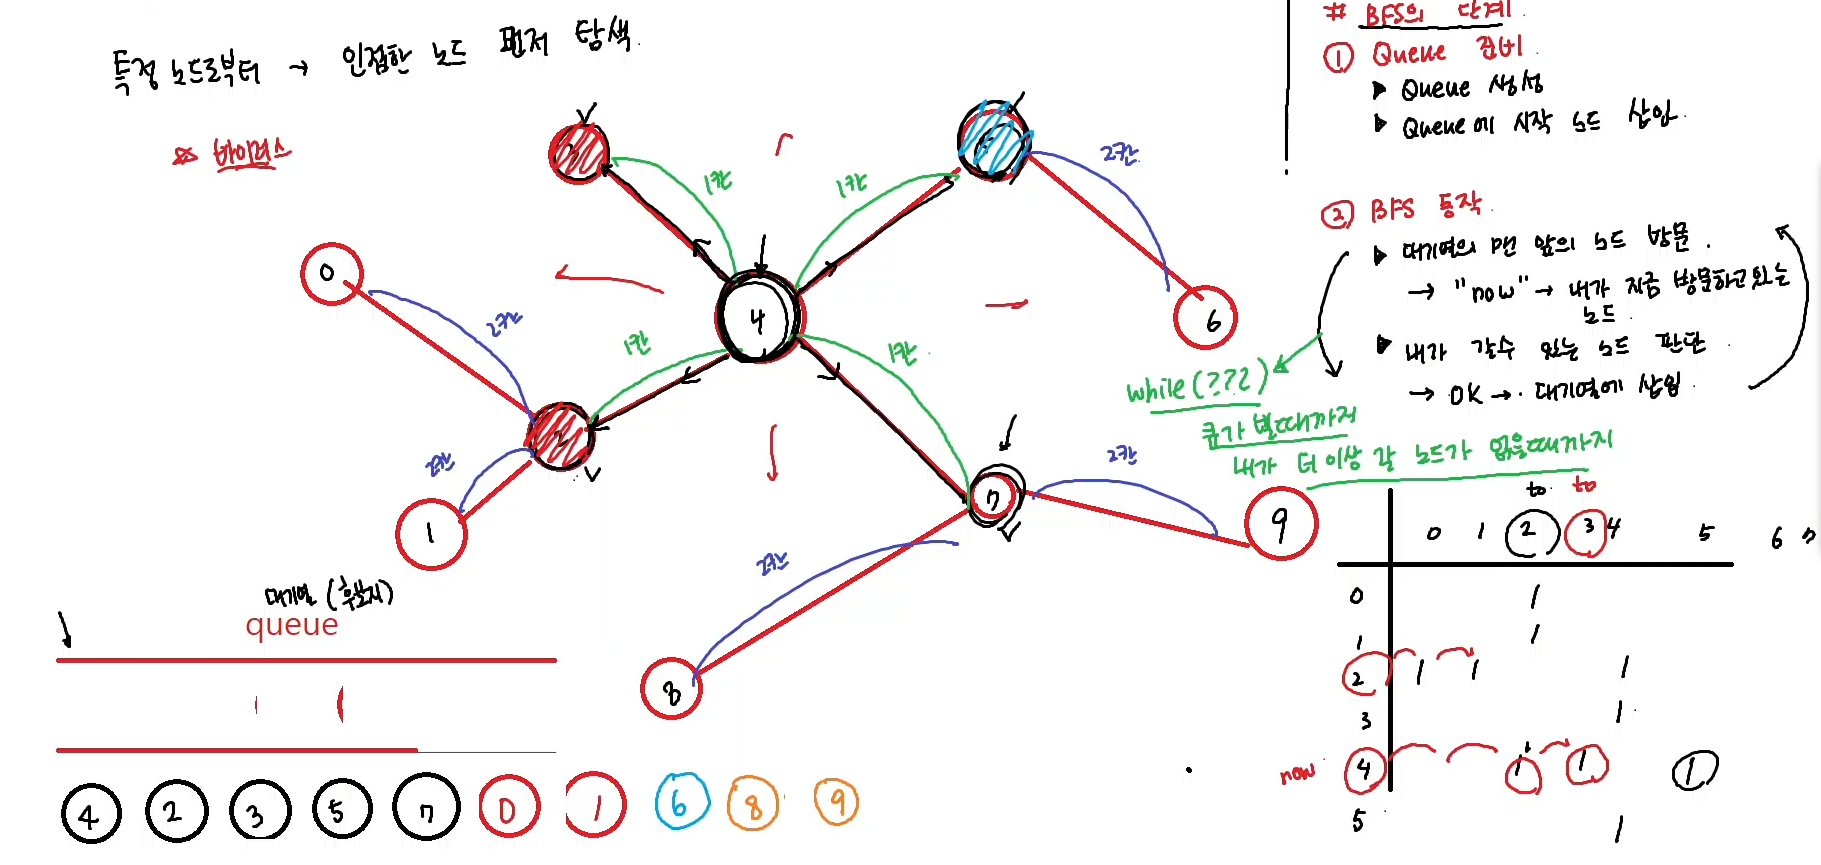 특정 노드로부터 → 인접한 노드 먼저 탐색.
바이러스
# BFS의 단계.
① Queue 준비
▶ Queue 생성
▶ Queue에 시작 노드 삽입.
② BFS 동작.
▶ 대기열의 맨 앞의 노드 방문.
→ "now" → 내가 지금 방문하고 있는
노드.
▶ 내가 갈수 있는 노드 판단
→ OK → 대기열에 삽입.
while(???)
큐가 빌때까지
내가 더 이상 갈 노드가 없을때까지
1칸
1칸
2칸
0
4
6
2칸
1칸
1칸
2칸
2칸
1
7
9
2칸
8
대기열 (후보지)
queue
4 2 3 5 7 0 1 6 8 9
to to
0 1 2 3 4 5 6 7
0 1
1 1
2 1 1 1
3 1
now 4 1 1 1
5 1